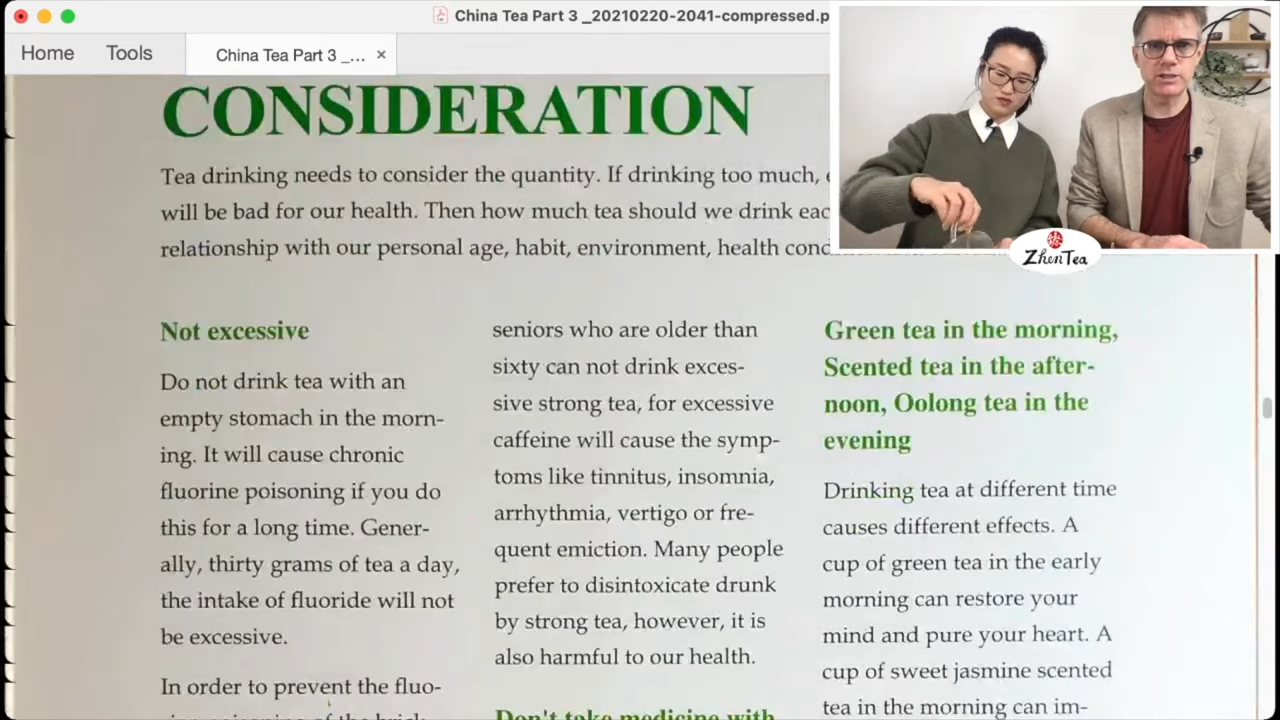 China Tea Part 3 _20210220-2041-compressed.p
Home
Tools
China Tea Part 3 _...
ZhenTea
CONSIDERATION
Tea drinking needs to consider the quantity. If drinking too much,
will be bad for our health. Then how much tea should we drink eac
relationship with our personal age, habit, environment, health cond
Not excessive
Do not drink tea with an
empty stomach in the morn-
ing. It will cause chronic
fluorine poisoning if you do
this for a long time. Gener-
ally, thirty grams of tea a day,
the intake of fluoride will not
be excessive.
In order to prevent the fluo-
seniors who are older than
sixty can not drink exces-
sive strong tea, for excessive
caffeine will cause the symp-
toms like tinnitus, insomnia,
arrhythmia, vertigo or fre-
quent emiction. Many people
prefer to disintoxicate drunk
by strong tea, however, it is
also harmful to our health.
Don't take medicine with
Green tea in the morning,
Scented tea in the after-
noon, Oolong tea in the
evening
Drinking tea at different time
causes different effects. A
cup of green tea in the early
morning can restore your
mind and pure your heart. A
cup of sweet jasmine scented
tea in the morning can im-